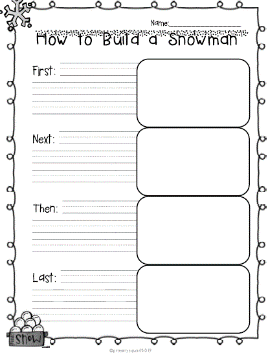 Name:
How to Build a Snowman
First:
Next:
Then:
Last:
Snow